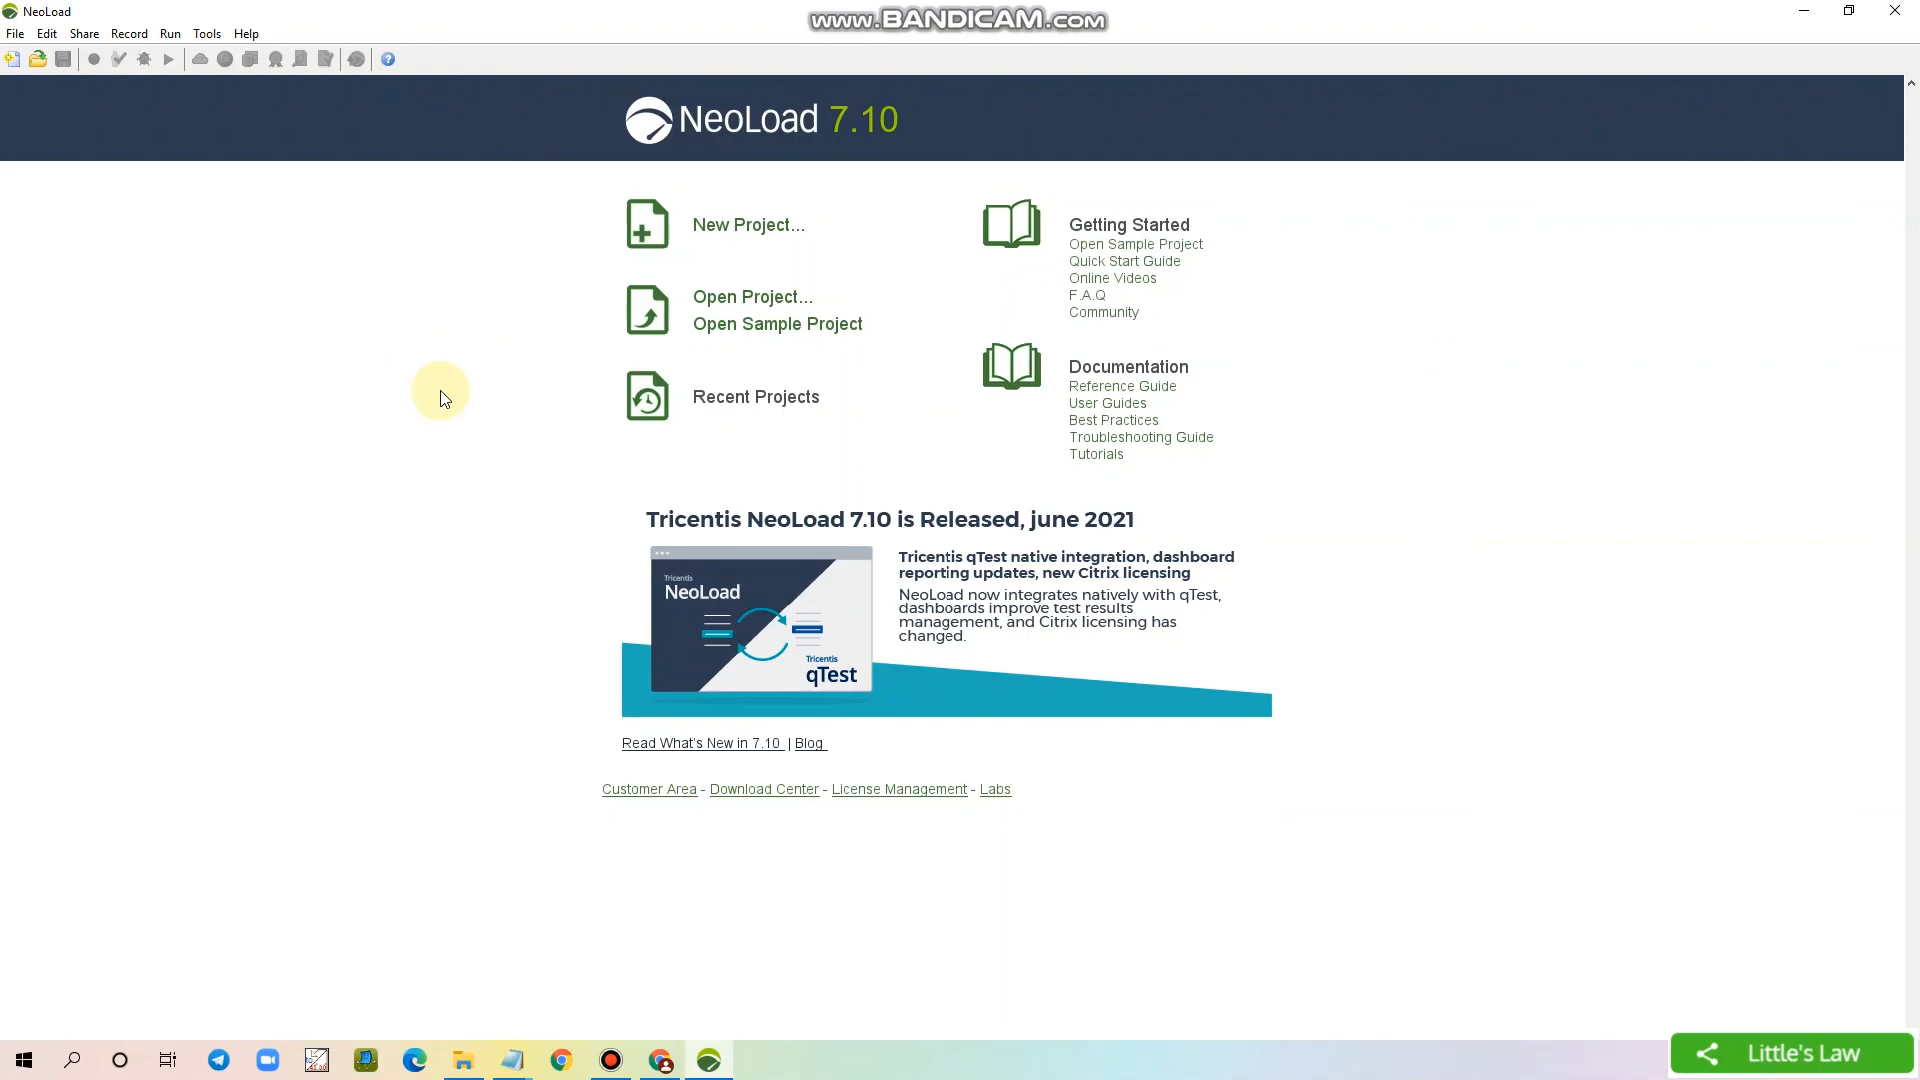 NeoLoad
www.BANDICAM.com
File Edit Share Record Run Tools Help
NeoLoad 7.10
New Project...
Open Project...
Open Sample Project
Recent Projects
Getting Started
Open Sample Project
Quick Start Guide
Online Videos
F.A.Q
Community
Documentation
Reference Guide
User Guides
Best Practices
Troubleshooting Guide
Tutorials
Tricentis NeoLoad 7.10 is Released, june 2021
Tricentis
NeoLoad
Tricentis
qTest
Tricentis qTest native integration, dashboard
reporting updates, new Citrix licensing
NeoLoad now integrates natively with qTest,
dashboards improve test results
management, and Citrix licensing has
changed.
Read What's New in 7.10 | Blog
Customer Area - Download Center - License Management - Labs
Little's Law